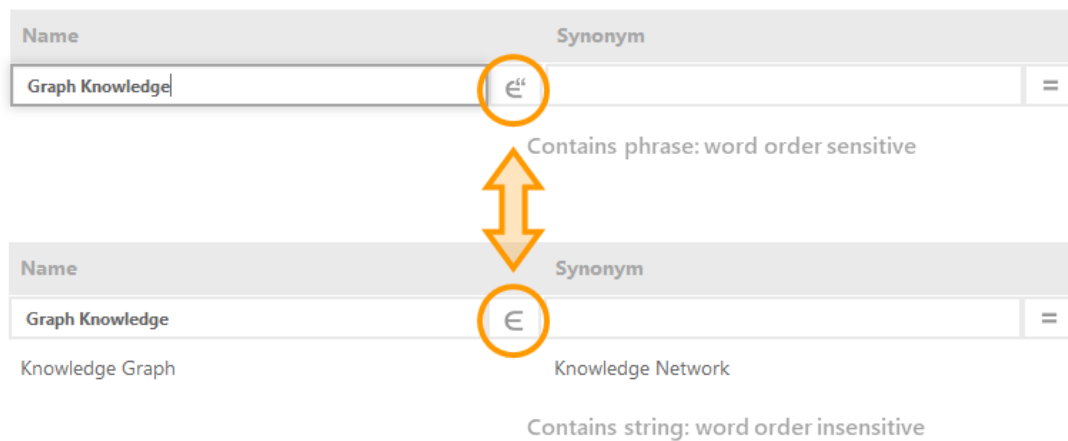 Name Synonym
Graph Knowledge ∈“ =
Contains phrase: word order sensitive
Name Synonym
Graph Knowledge ∈ =
Knowledge Graph Knowledge Network
Contains string: word order insensitive